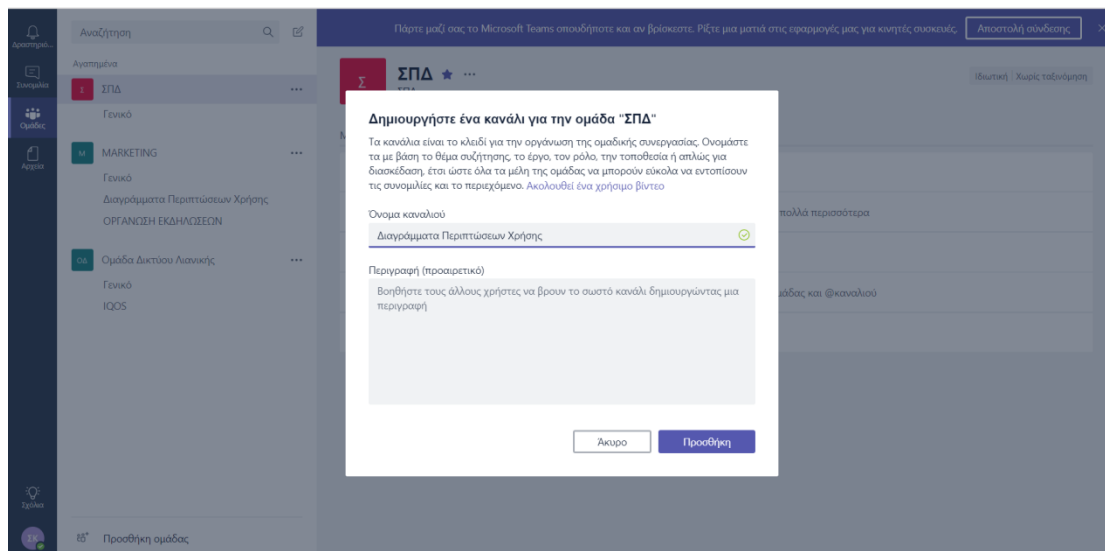 Αναζήτηση
Πάρτε μαζί σας το Microsoft Teams οπουδήποτε και αν βρίσκεστε. Ρίξτε μια ματιά στις εφαρμογές μας για κινητές συσκευές.
Αποστολή σύνδεσης
Δραστηριό...
Συνομιλία
Ομάδες
Αρχεία
Σχόλια
ΣΚ
Αγαπημένα
Σ ΣΠΔ ...
Γενικό
M MARKETING ...
Γενικό
Διαγράμματα Περιπτώσεων Χρήσης
ΟΡΓΑΝΩΣΗ ΕΚΔΗΛΩΣΕΩΝ
ΟΔ Ομάδα Δικτύου Λιανικής ...
Γενικό
IQOS
Προσθήκη ομάδας
Σ ΣΠΔ ...
Ιδιωτική Χωρίς ταξινόμηση
Δημιουργήστε ένα κανάλι για την ομάδα "ΣΠΔ"
Τα κανάλια είναι το κλειδί για την οργάνωση της ομαδικής συνεργασίας. Ονομάστε
τα με βάση το θέμα συζήτησης, το έργο, τον ρόλο, την τοποθεσία ή απλώς για
διασκέδαση, έτσι ώστε όλα τα μέλη της ομάδας να μπορούν εύκολα να εντοπίσουν
τις συνομιλίες και το περιεχόμενο. Ακολουθεί ένα χρήσιμο βίντεο
Όνομα καναλιού
Διαγράμματα Περιπτώσεων Χρήσης
Περιγραφή (προαιρετικό)
Βοηθήστε τους άλλους χρήστες να βρουν το σωστό κανάλι δημιουργώντας μια
περιγραφή
Άκυρο
Προσθήκη
πολλά περισσότερα
και @καναλιού